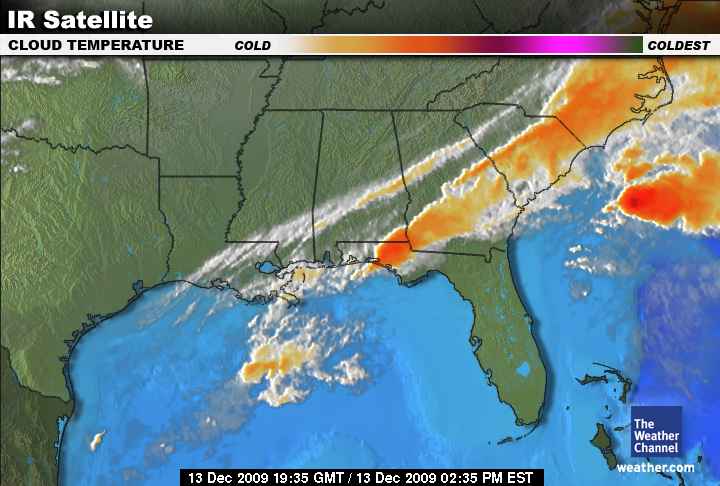 IR Satellite
CLOUD TEMPERATURE COLD COLDEST
The
Weather
Channel
weather.com
13 Dec 2009 19:35 GMT / 13 Dec 2009 02:35 PM EST